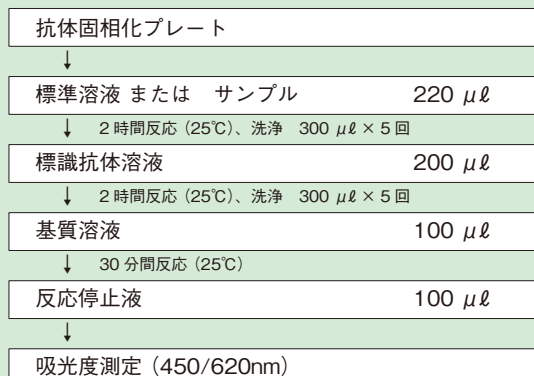 抗体固相化プレート
↓
標準溶液 または　サンプル 220 μℓ
↓ 2時間反応（25℃）、洗浄　300 μℓ × 5回
標識抗体溶液 200 μℓ
↓ 2時間反応（25℃）、洗浄　300 μℓ × 5回
基質溶液 100 μℓ
↓ 30分間反応（25℃）
反応停止液 100 μℓ
↓
吸光度測定（450/620nm）